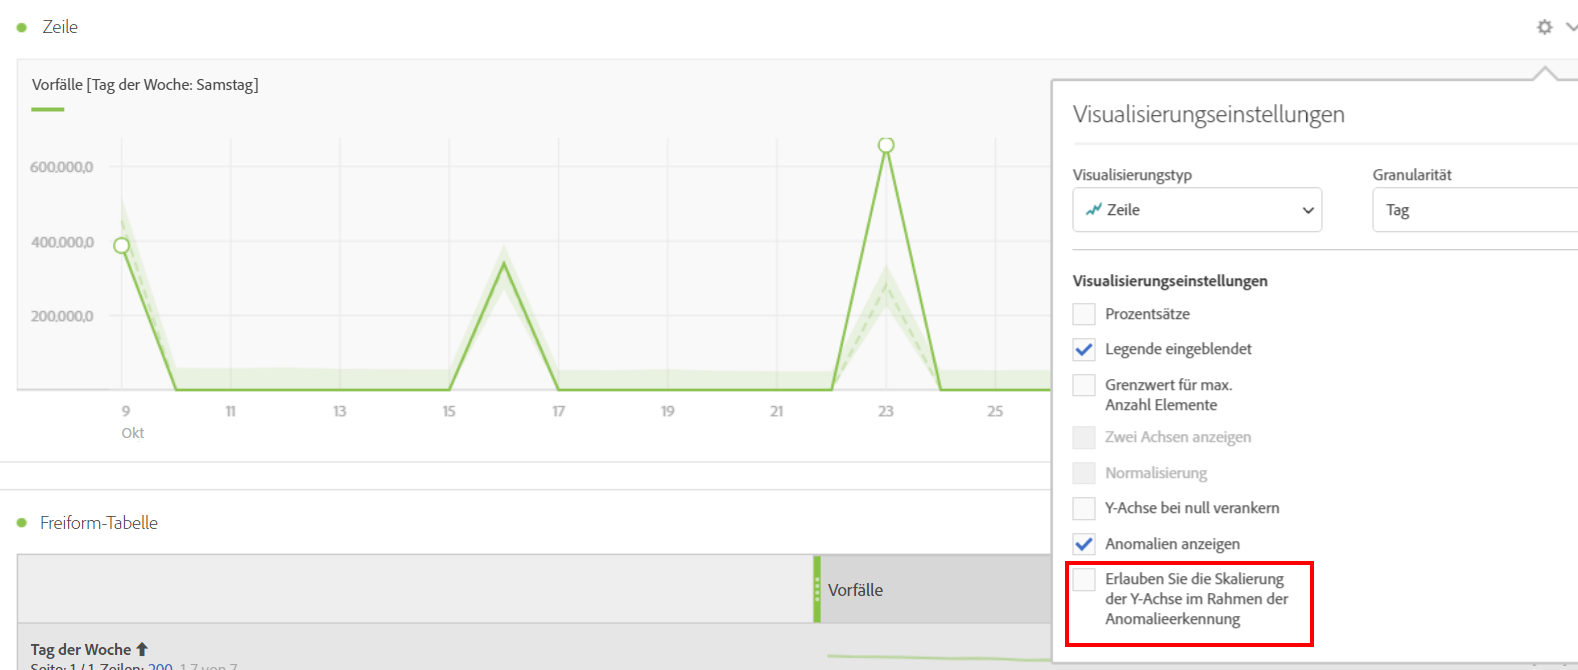 Zeile
Vorfälle [Tag der Woche: Samstag]
600.000,0
400.000,0
200.000,0
9 11 13 15 17 19 21 23 25
Okt
Visualisierungseinstellungen
Visualisierungstyp Granularität
Zeile Tag
Visualisierungseinstellungen
Prozentsätze
Legende eingeblendet
Grenzwert für max.
Anzahl Elemente
Zwei Achsen anzeigen
Normalisierung
Y-Achse bei null verankern
Anomalien anzeigen
Erlauben Sie die Skalierung
der Y-Achse im Rahmen der
Anomalieerkennung
Freiform-Tabelle
Vorfälle
Tag der Woche
Seite: 1 / 1 Zeilen: 200 1-7 von 7